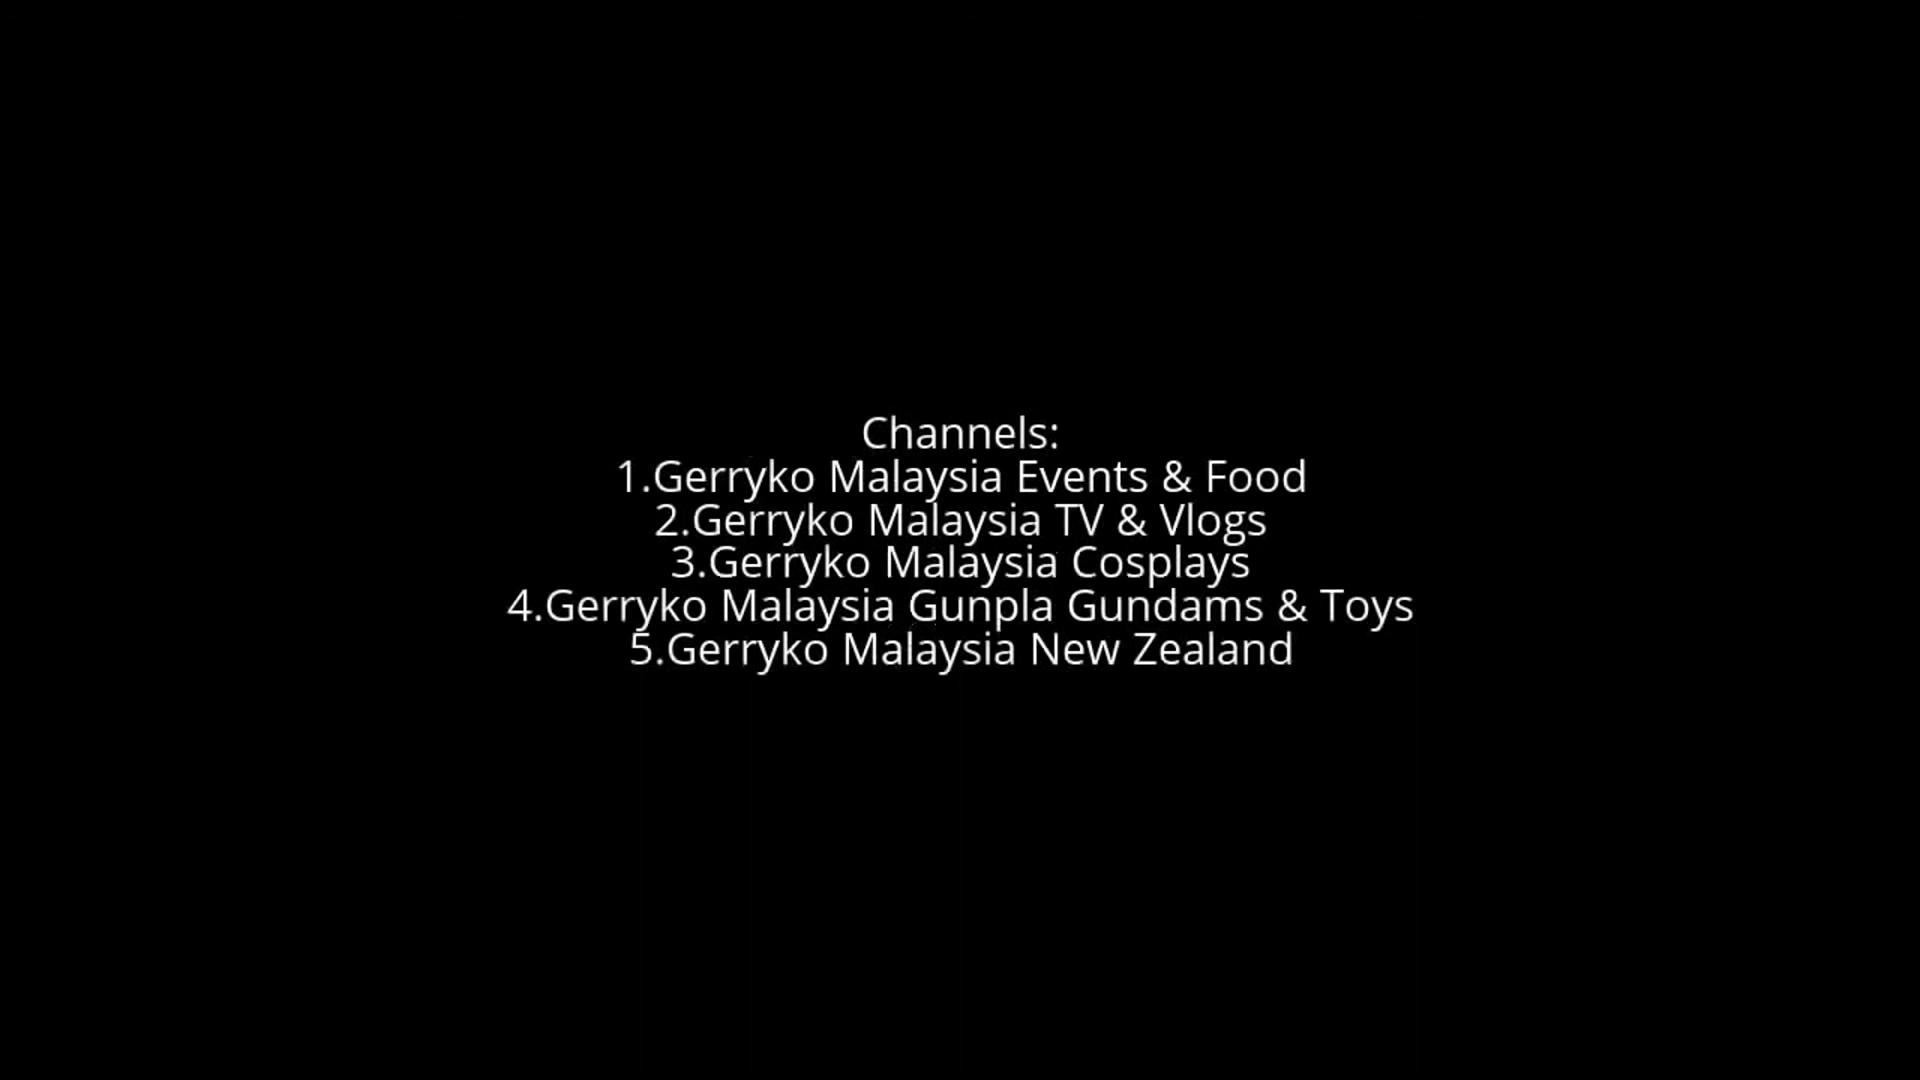 Channels:
1.Gerryko Malaysia Events & Food
2.Gerryko Malaysia TV & Vlogs
3.Gerryko Malaysia Cosplays
4.Gerryko Malaysia Gunpla Gundams & Toys
5.Gerryko Malaysia New Zealand